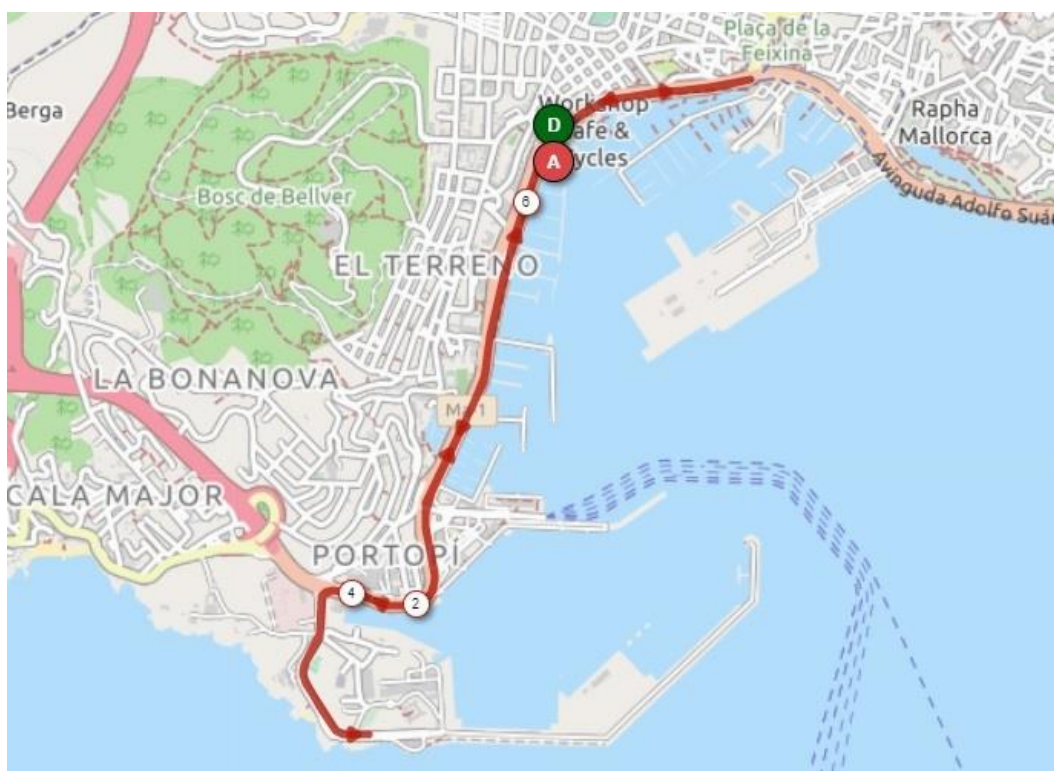 Plaça de la
Feixina
Berga
D
Workshop
Cafe &
Cycles
A
Rapha
Mallorca
Bosc de Bellver
6
Avinguda Adolfo Suár
EL TERRENO
LA BONANOVA
Ma-1
CALA MAJOR
PORTOPÍ
4
2